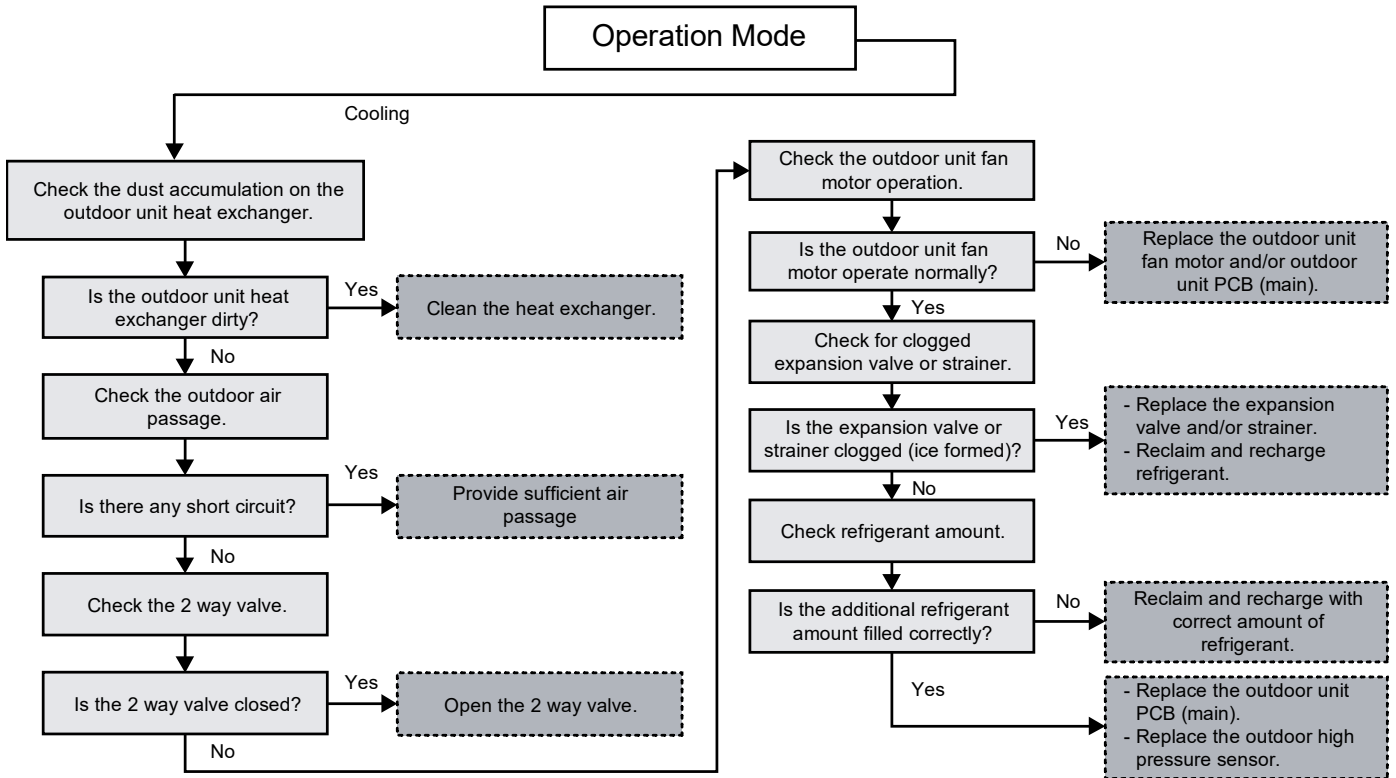 Operation Mode
Cooling
Check the dust accumulation on the
outdoor unit heat exchanger.
Is the outdoor unit heat
exchanger dirty?
Yes
Clean the heat exchanger.
No
Check the outdoor air
passage.
Is there any short circuit?
Yes
Provide sufficient air
passage
No
Check the 2 way valve.
Is the 2 way valve closed?
Yes
Open the 2 way valve.
No
Check the outdoor unit fan
motor operation.
Is the outdoor unit fan
motor operate normally?
No
Replace the outdoor unit
fan motor and/or outdoor
unit PCB (main).
Yes
Check for clogged
expansion valve or strainer.
Is the expansion valve or
strainer clogged (ice formed)?
Yes
- Replace the expansion
valve and/or strainer.
- Reclaim and recharge
refrigerant.
No
Check refrigerant amount.
Is the additional refrigerant
amount filled correctly?
No
Reclaim and recharge with
correct amount of
refrigerant.
Yes
- Replace the outdoor unit
PCB (main).
- Replace the outdoor high
pressure sensor.